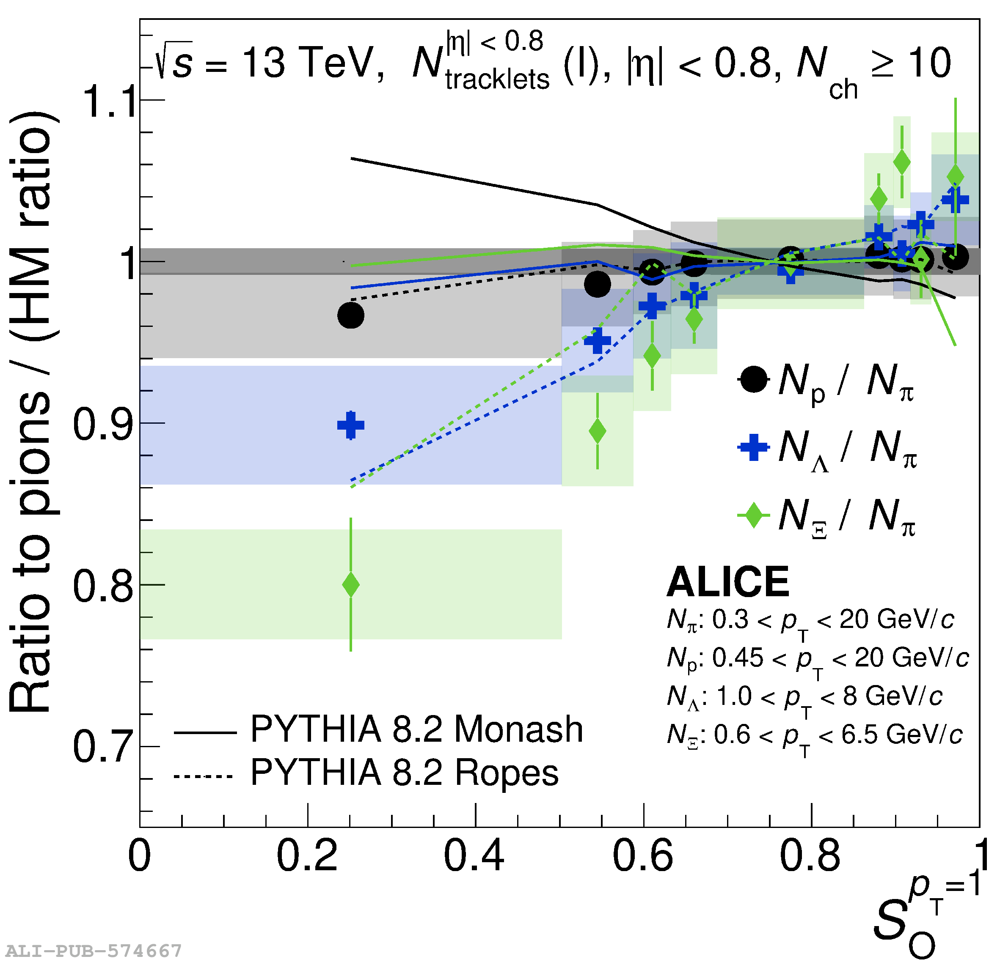 √s = 13 TeV, N_tracklets^{|η| < 0.8} (I), |η| < 0.8, N_ch ≥ 10
Ratio to pions / (HM ratio)
1.1
1
0.9
0.8
0.7
N_p / N_π
N_Λ / N_π
N_Ξ / N_π
ALICE
N_π: 0.3 < p_T < 20 GeV/c
N_p: 0.45 < p_T < 20 GeV/c
N_Λ: 1.0 < p_T < 8 GeV/c
N_Ξ: 0.6 < p_T < 6.5 GeV/c
PYTHIA 8.2 Monash
PYTHIA 8.2 Ropes
0 0.2 0.4 0.6 0.8 1
S_O^{p_T=1}
ALI-PUB-574667